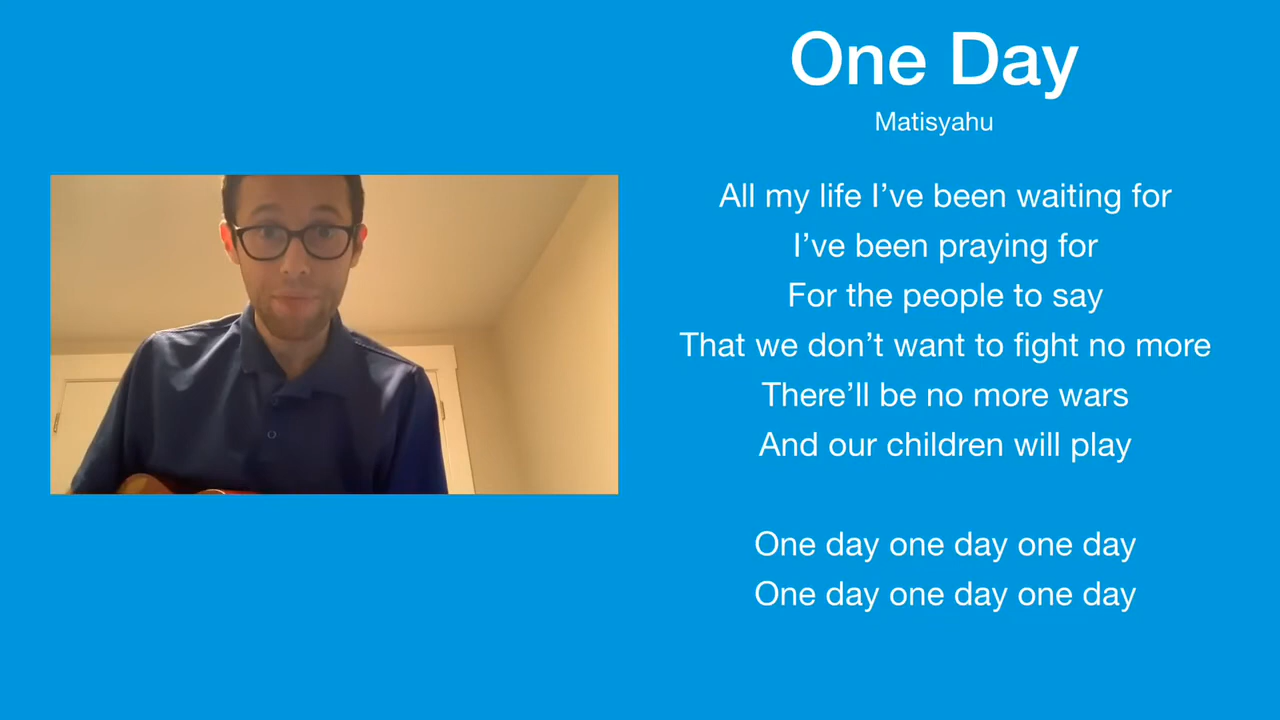 One Day
Matisyahu
All my life I’ve been waiting for
I’ve been praying for
For the people to say
That we don’t want to fight no more
There’ll be no more wars
And our children will play
One day one day one day
One day one day one day